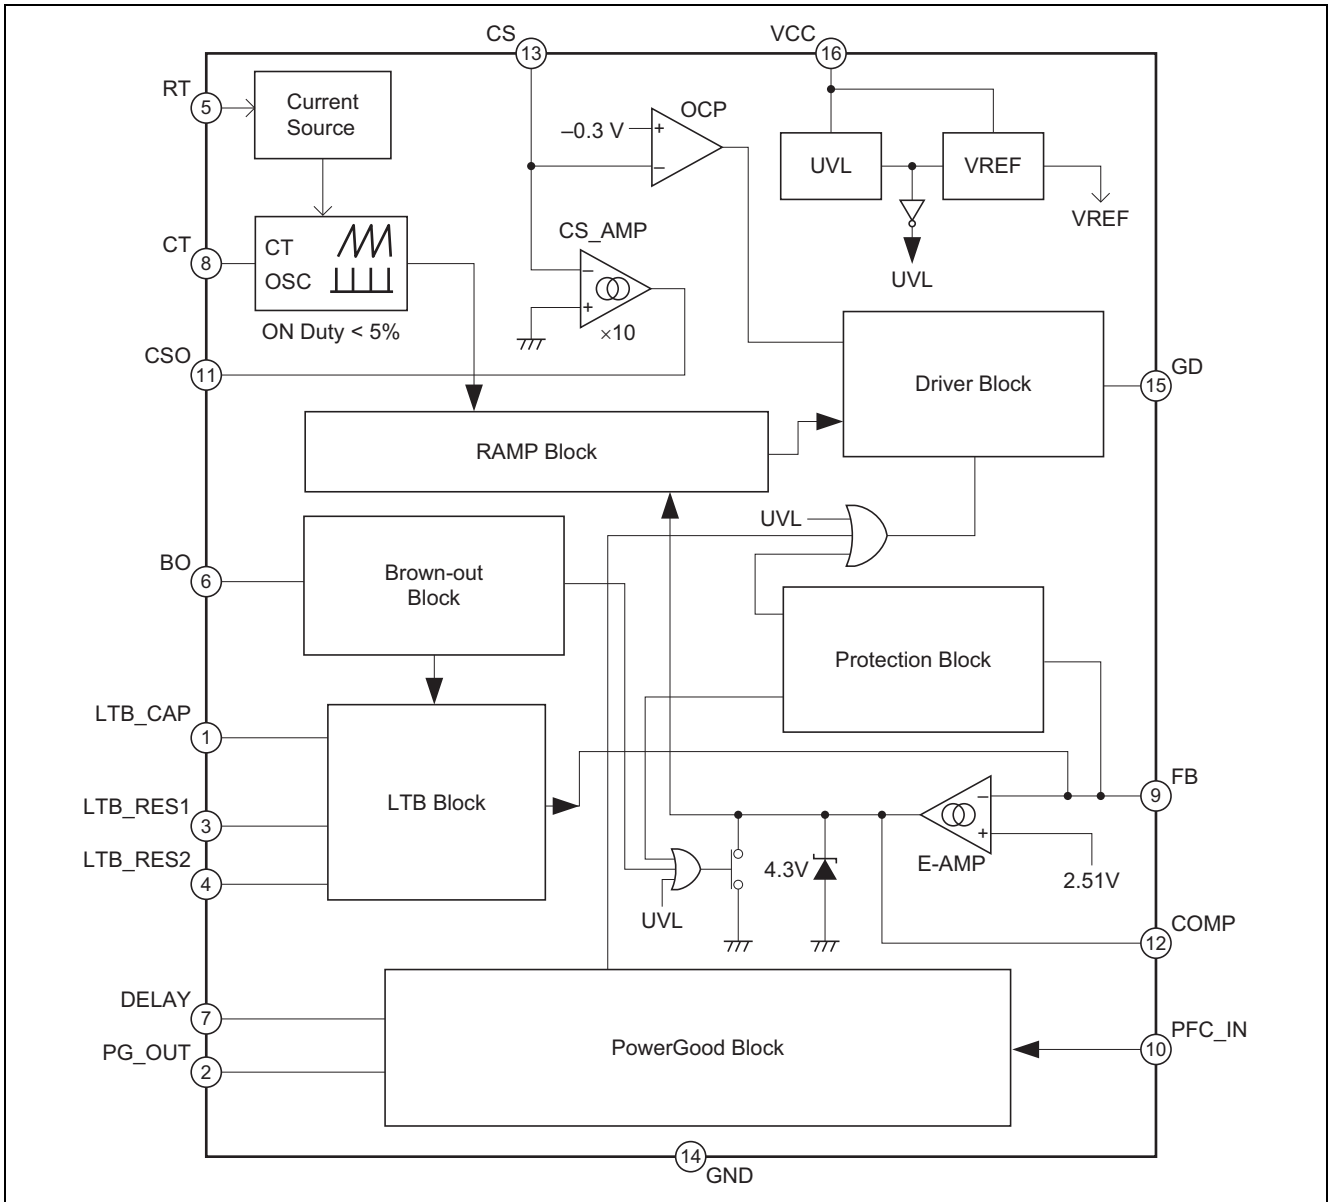 CS
13
VCC
16
RT
5
Current
Source
–0.3 V
+
–
OCP
UVL
VREF
VREF
UVL
CT
8
CT
OSC
ON Duty < 5%
CS_AMP
–
+
×10
CSO
11
Driver Block
GD
15
RAMP Block
UVL
BO
6
Brown-out
Block
Protection Block
LTB_CAP
1
LTB_RES1
3
LTB_RES2
4
LTB Block
FB
9
–
+
E-AMP
2.51V
4.3V
UVL
COMP
12
DELAY
7
PG_OUT
2
PowerGood Block
PFC_IN
10
14
GND